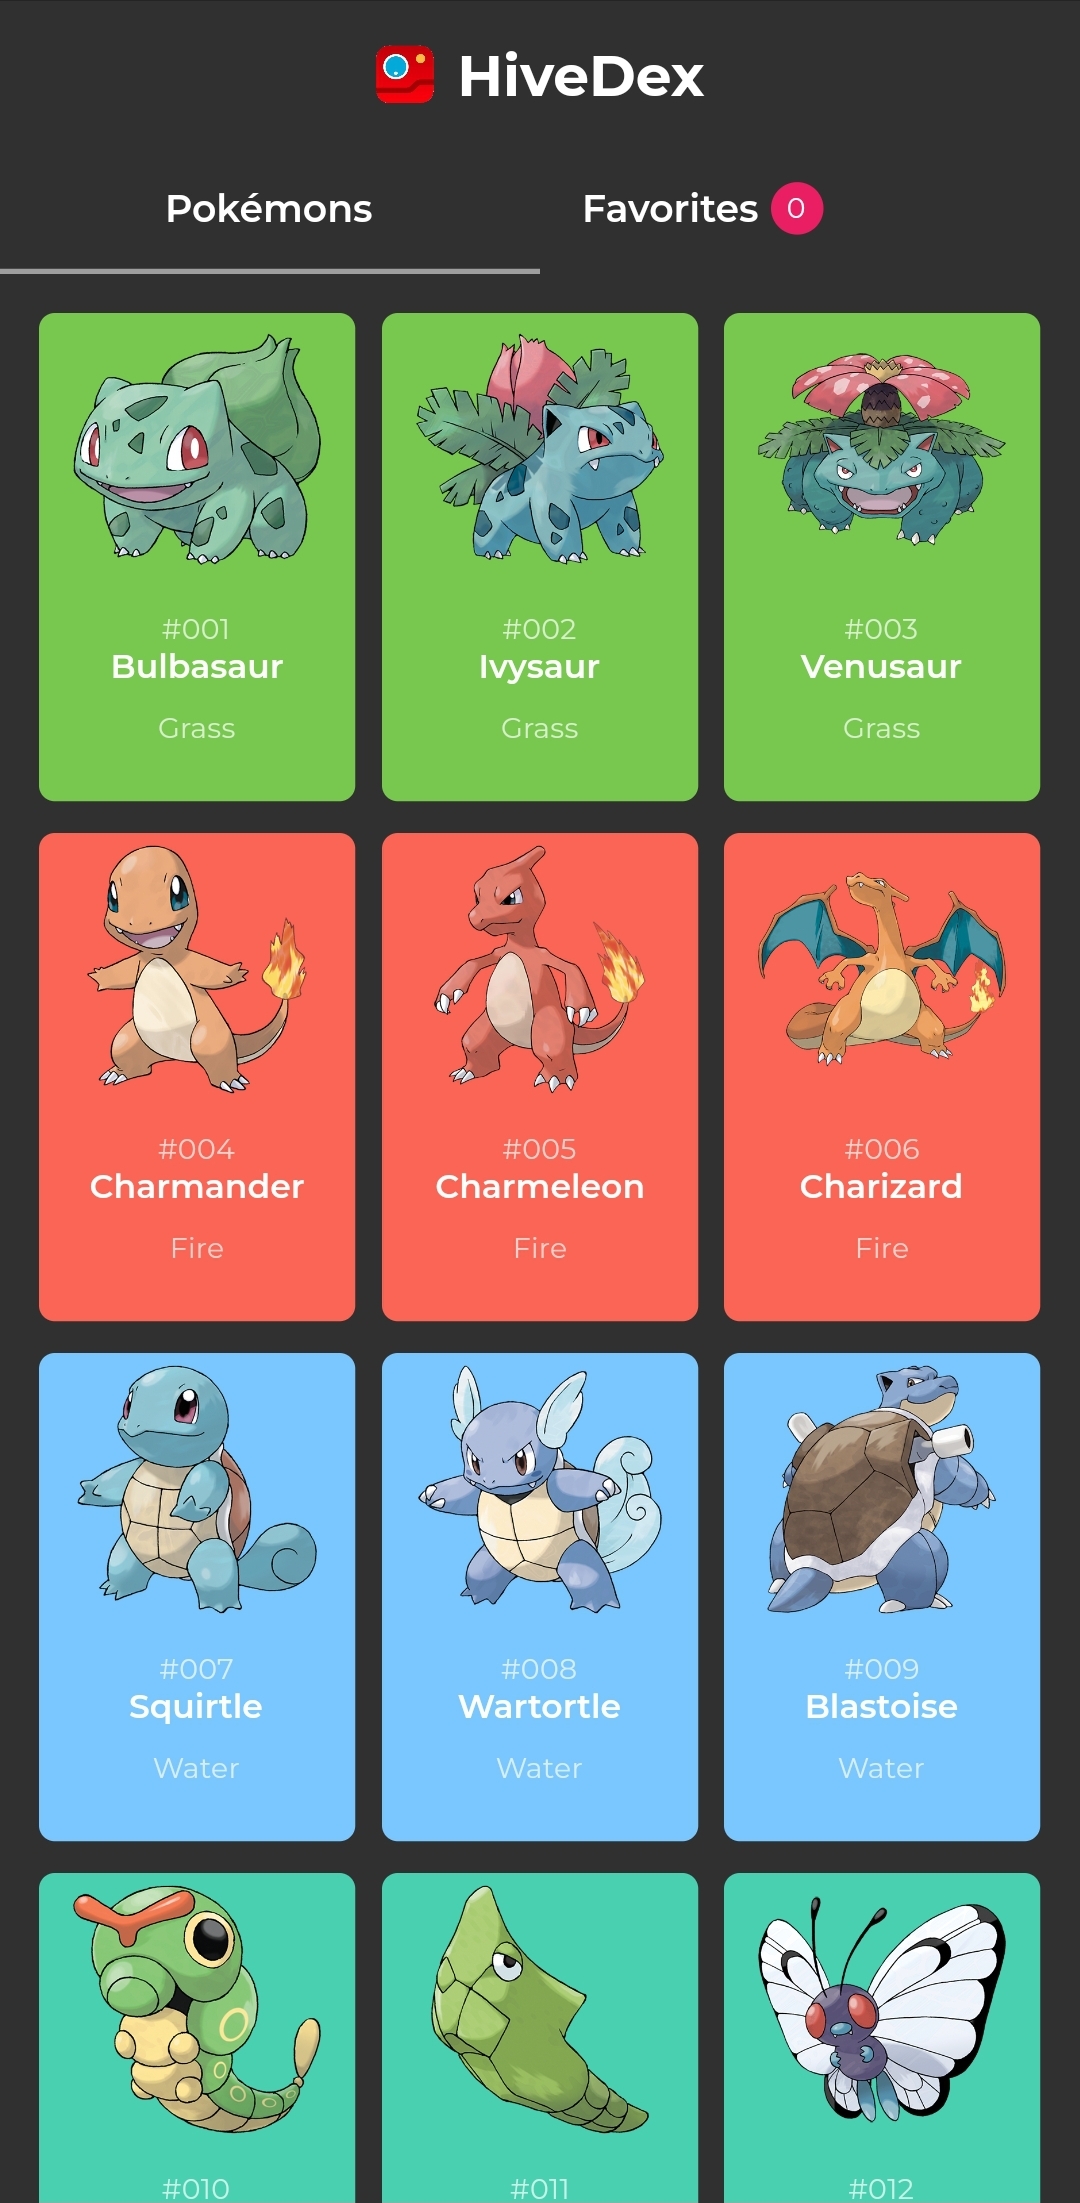 HiveDex
Pokémons
Favorites 0
#001
Bulbasaur
Grass
#002
Ivysaur
Grass
#003
Venusaur
Grass
#004
Charmander
Fire
#005
Charmeleon
Fire
#006
Charizard
Fire
#007
Squirtle
Water
#008
Wartortle
Water
#009
Blastoise
Water
#010
#011
#012